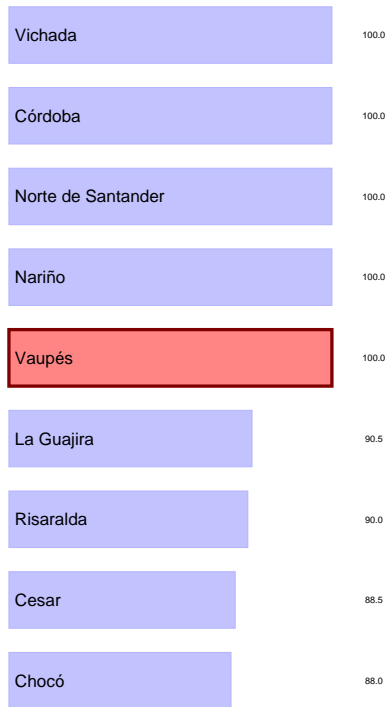 Vichada 100.0
Córdoba 100.0
Norte de Santander 100.0
Nariño 100.0
Vaupés 100.0
La Guajira 90.5
Risaralda 90.0
Cesar 88.5
Chocó 88.0